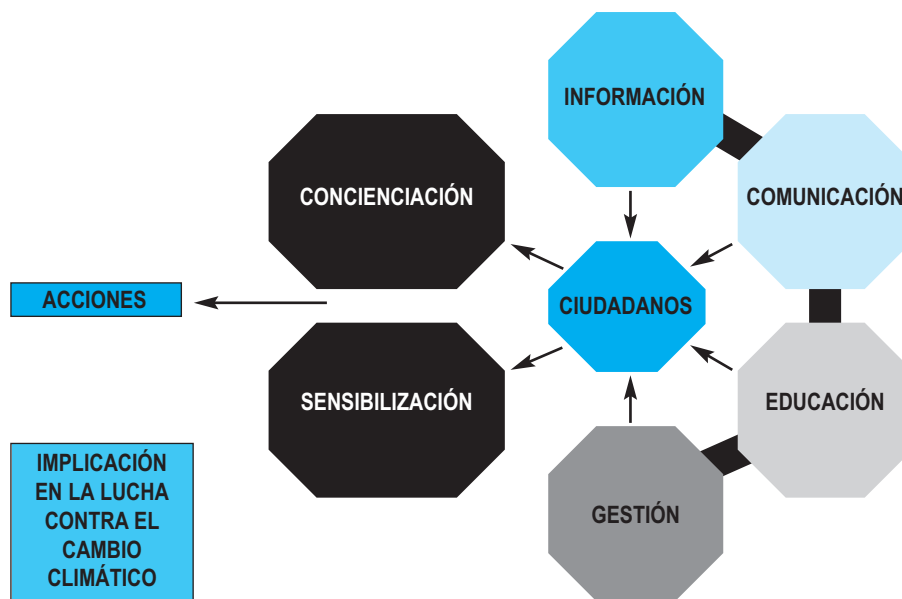 INFORMACIÓN
COMUNICACIÓN
CONCIENCIACIÓN
ACCIONES
CIUDADANOS
SENSIBILIZACIÓN
EDUCACIÓN
GESTIÓN
IMPLICACIÓN
EN LA LUCHA
CONTRA EL
CAMBIO
CLIMÁTICO